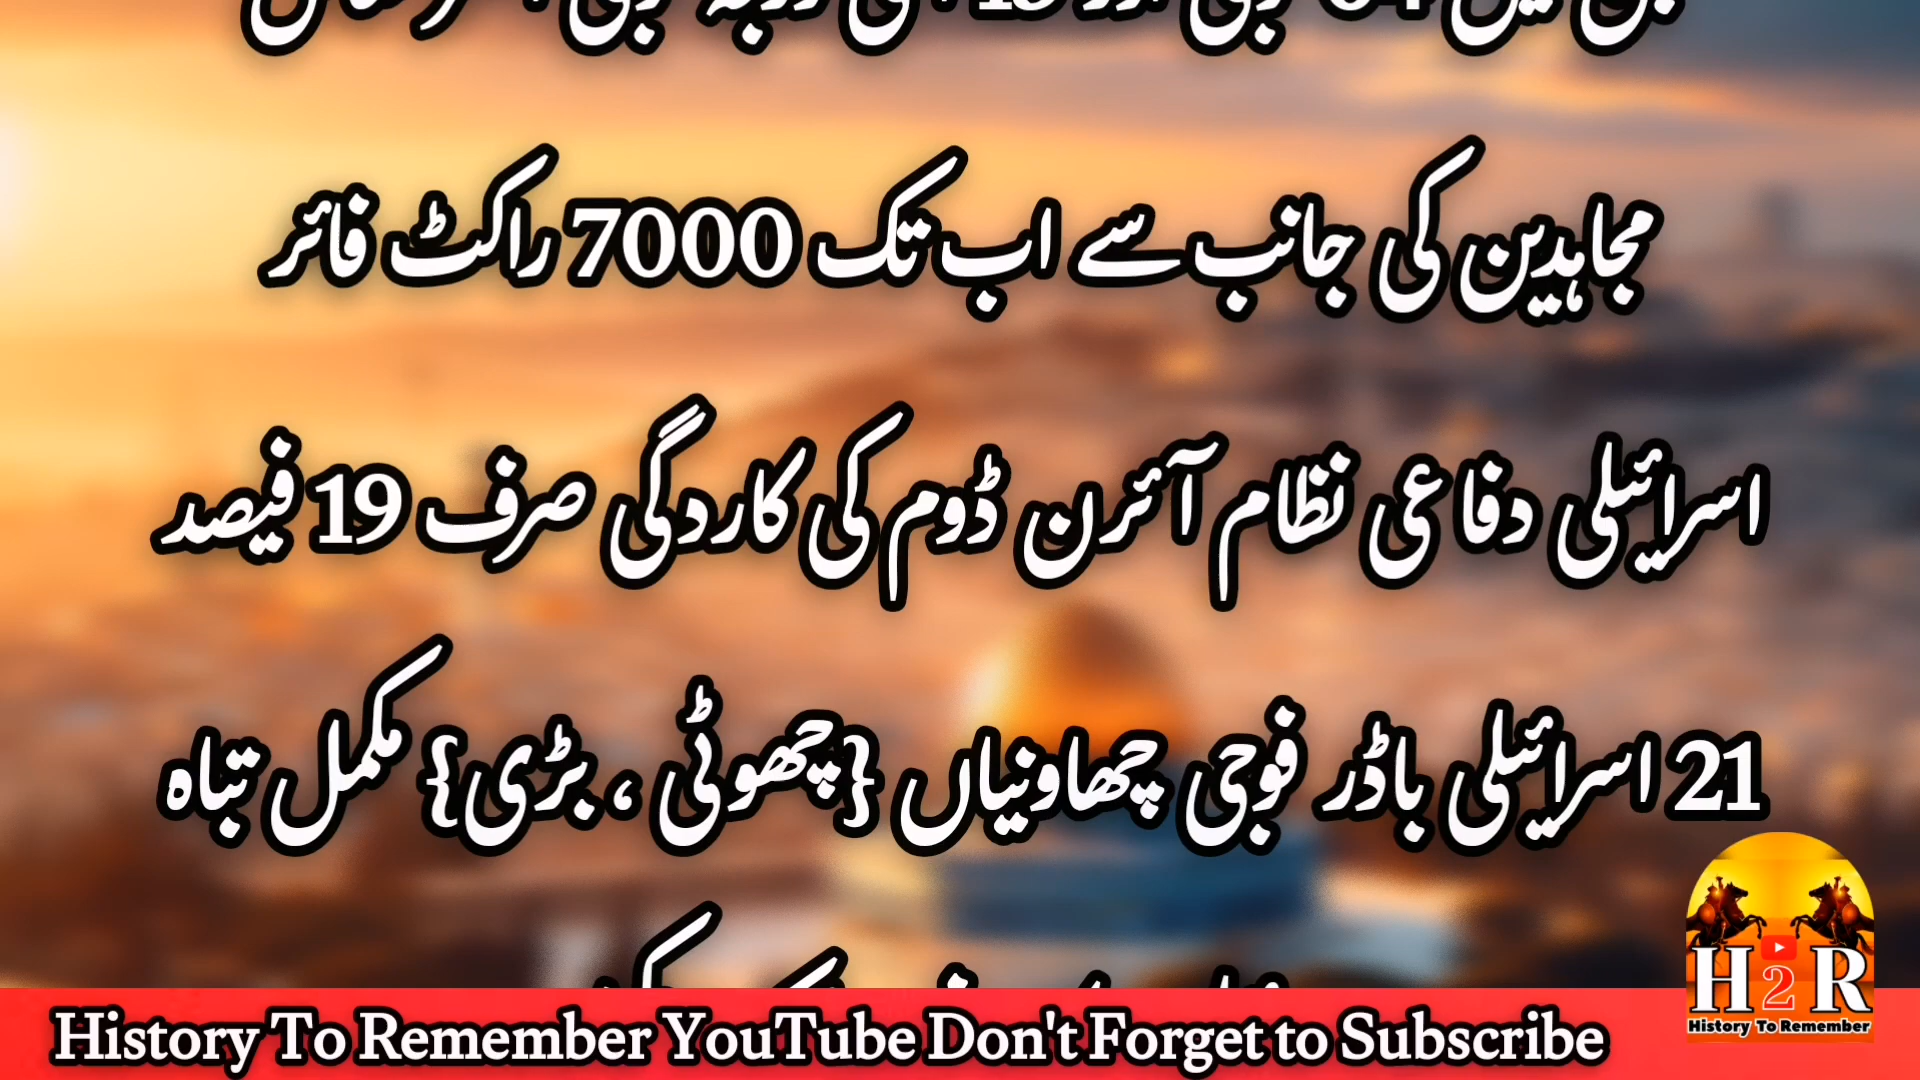 مجاہدین کی جانب سے اب تک 7000 راکٹ فائر
اسرائیلی دفاعی نظام آئرن ڈوم کی کاردگی صرف 19 فیصد
21 اسرائیلی باڈر فوجی چھاونیاں {چھوٹی ، بڑی} مکمل تباہ
History To Remember YouTube Don't Forget to Subscribe
H2R
History To Remember